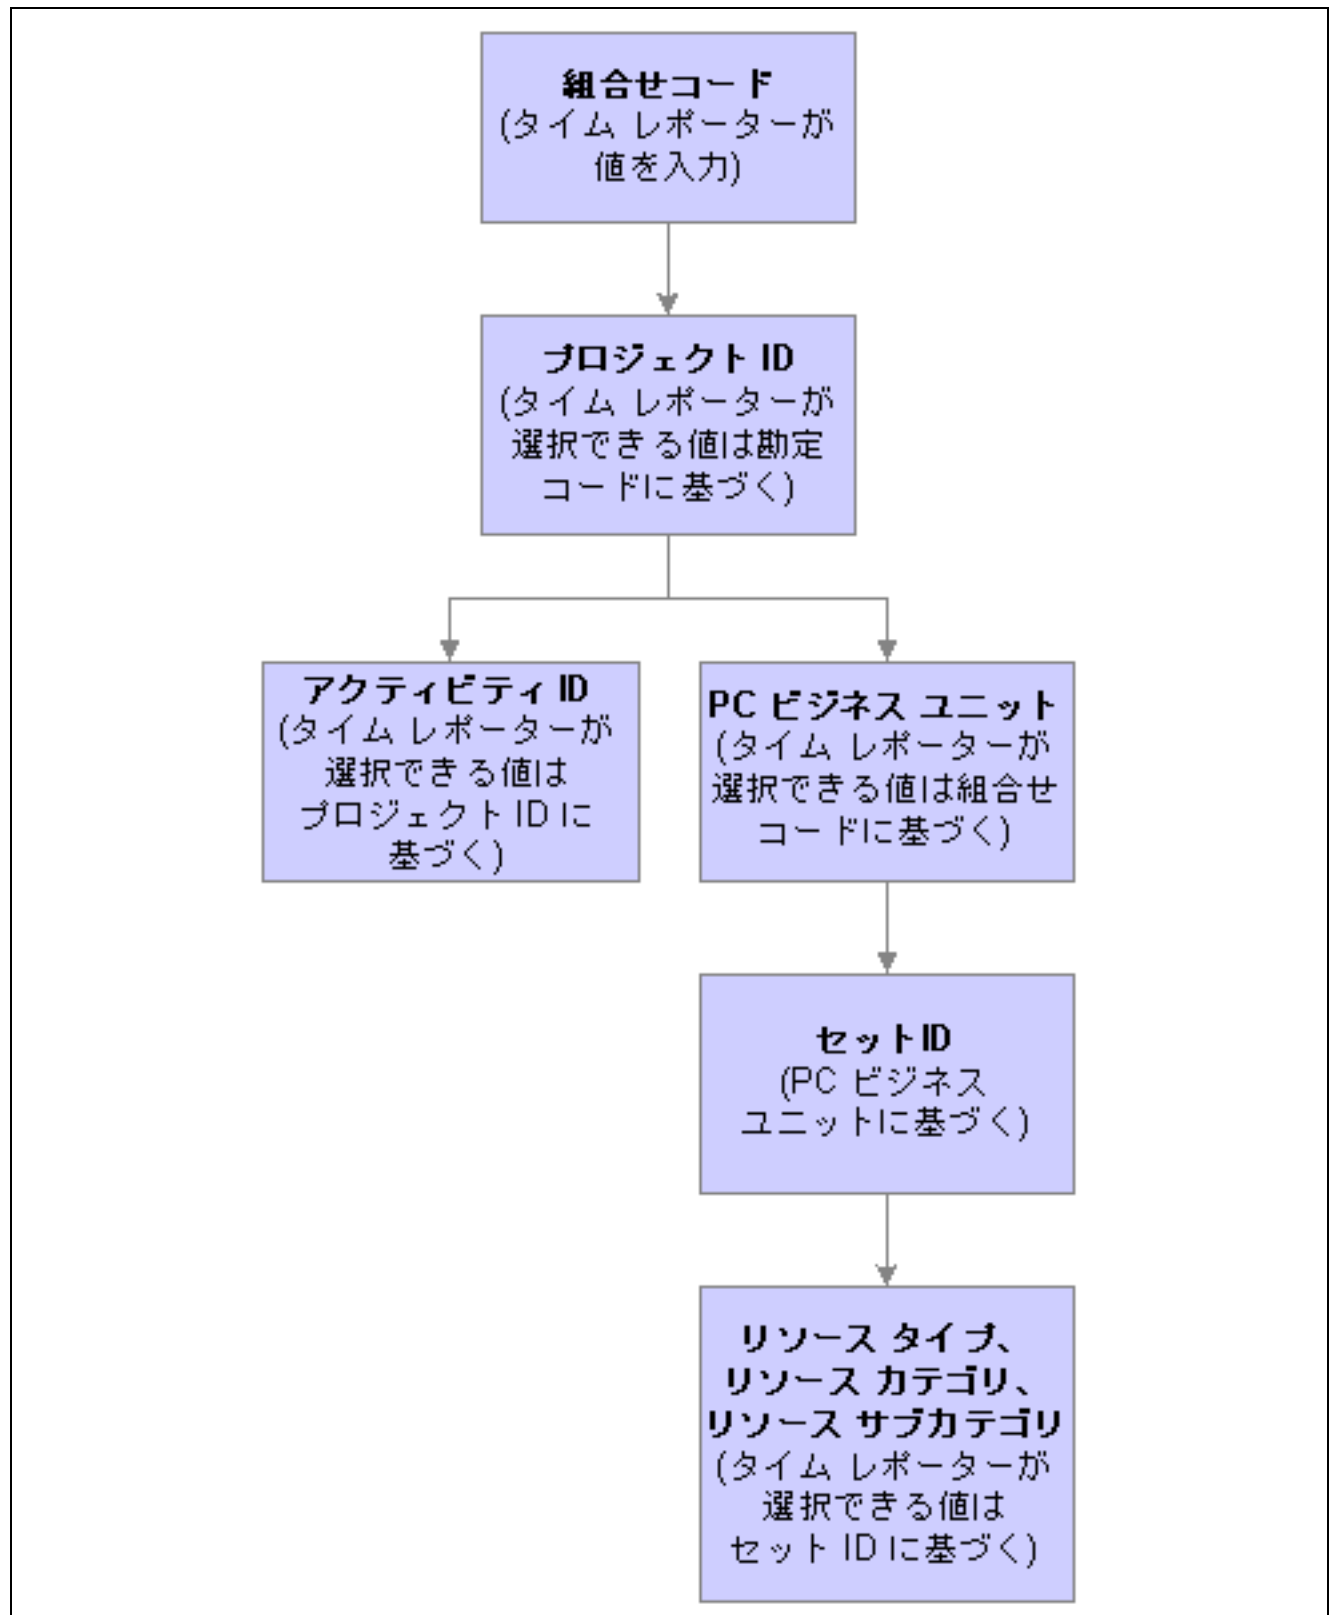 組合せコード
(タイム レポーターが
値を入力)
プロジェクト ID
(タイム レポーターが
選択できる値は勘定
コードに基づく)
アクティビティ ID
(タイム レポーターが
選択できる値は
プロジェクト ID に
基づく)
PC ビジネス ユニット
(タイム レポーターが
選択できる値は組合せ
コードに基づく)
セット ID
(PC ビジネス
ユニットに基づく)
リソース タイプ、
リソース カテゴリ、
リソース サブカテゴリ
(タイム レポーターが
選択できる値は
セット ID に基づく)